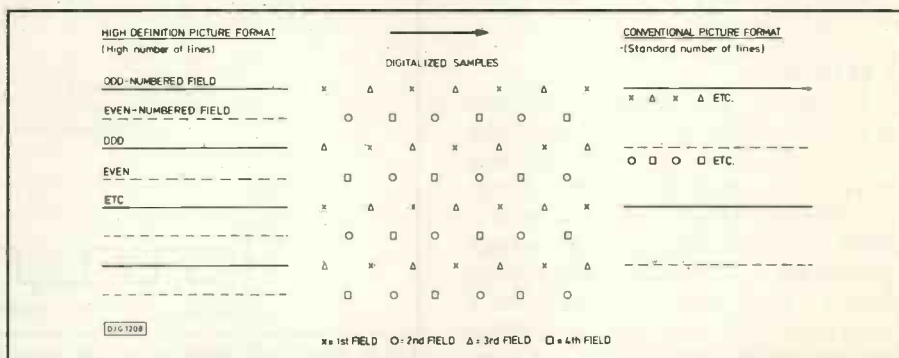 HIGH DEFINITION PICTURE FORMAT
(High number of lines)
DIGITALIZED SAMPLES
CONVENTIONAL PICTURE FORMAT
(Standard number of lines)
ODD-NUMBERED FIELD
x Δ x Δ x Δ x
x Δ x Δ ETC.
EVEN-NUMBERED FIELD
O □ O □ O □
ODD
Δ x Δ x Δ x Δ
O □ O □ ETC.
EVEN
□ O □ O □ O
ETC
x Δ x Δ x Δ x
O □ O □ O □
Δ x Δ x Δ x Δ
□ O □ O □ O
DJG 1208
x = 1st FIELD O = 2nd FIELD Δ = 3rd FIELD □ = 4th FIELD